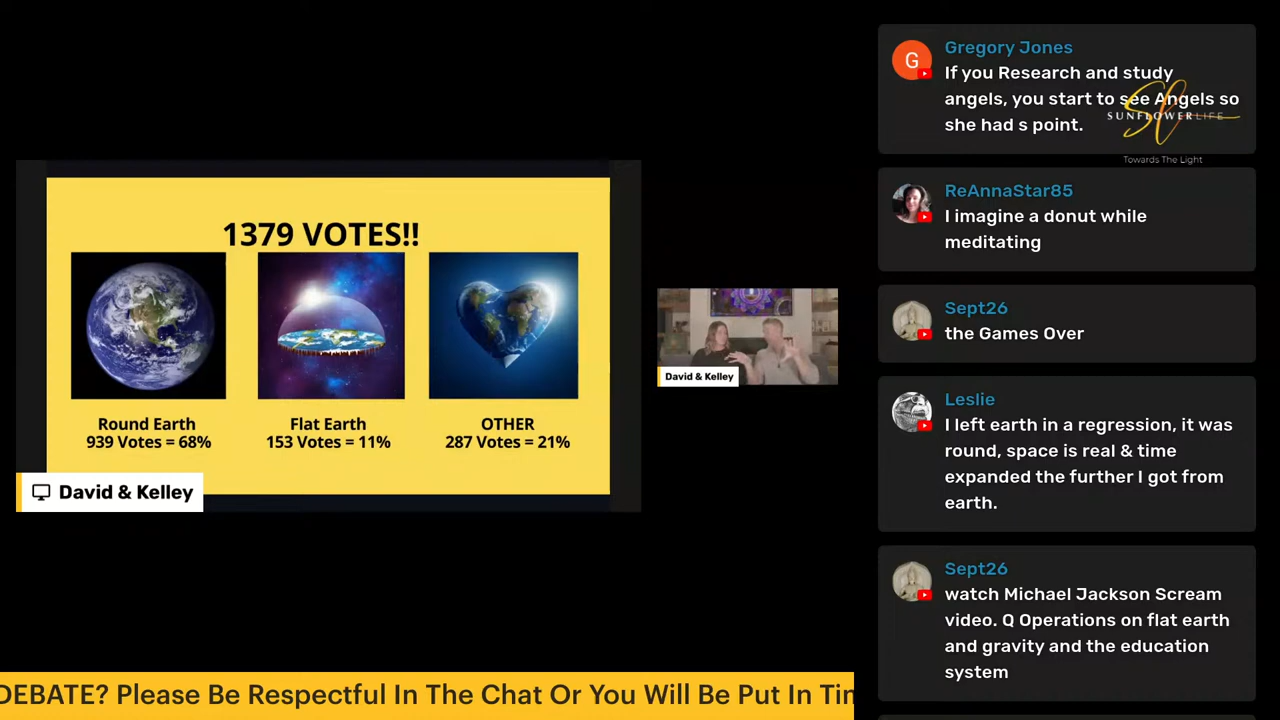 1379 VOTES!!
Round Earth
939 Votes = 68%
Flat Earth
153 Votes = 11%
OTHER
287 Votes = 21%
David & Kelley
David & Kelley
DEBATE? Please Be Respectful In The Chat Or You Will Be Put In Tim
Gregory Jones
If you Research and study
angels, you start to see Angels so
she had s point.
SUNFLOWERLIFE
Towards The Light
ReAnnaStar85
I imagine a donut while
meditating
Sept26
the Games Over
Leslie
I left earth in a regression, it was
round, space is real & time
expanded the further I got from
earth.
Sept26
watch Michael Jackson Scream
video. Q Operations on flat earth
and gravity and the education
system